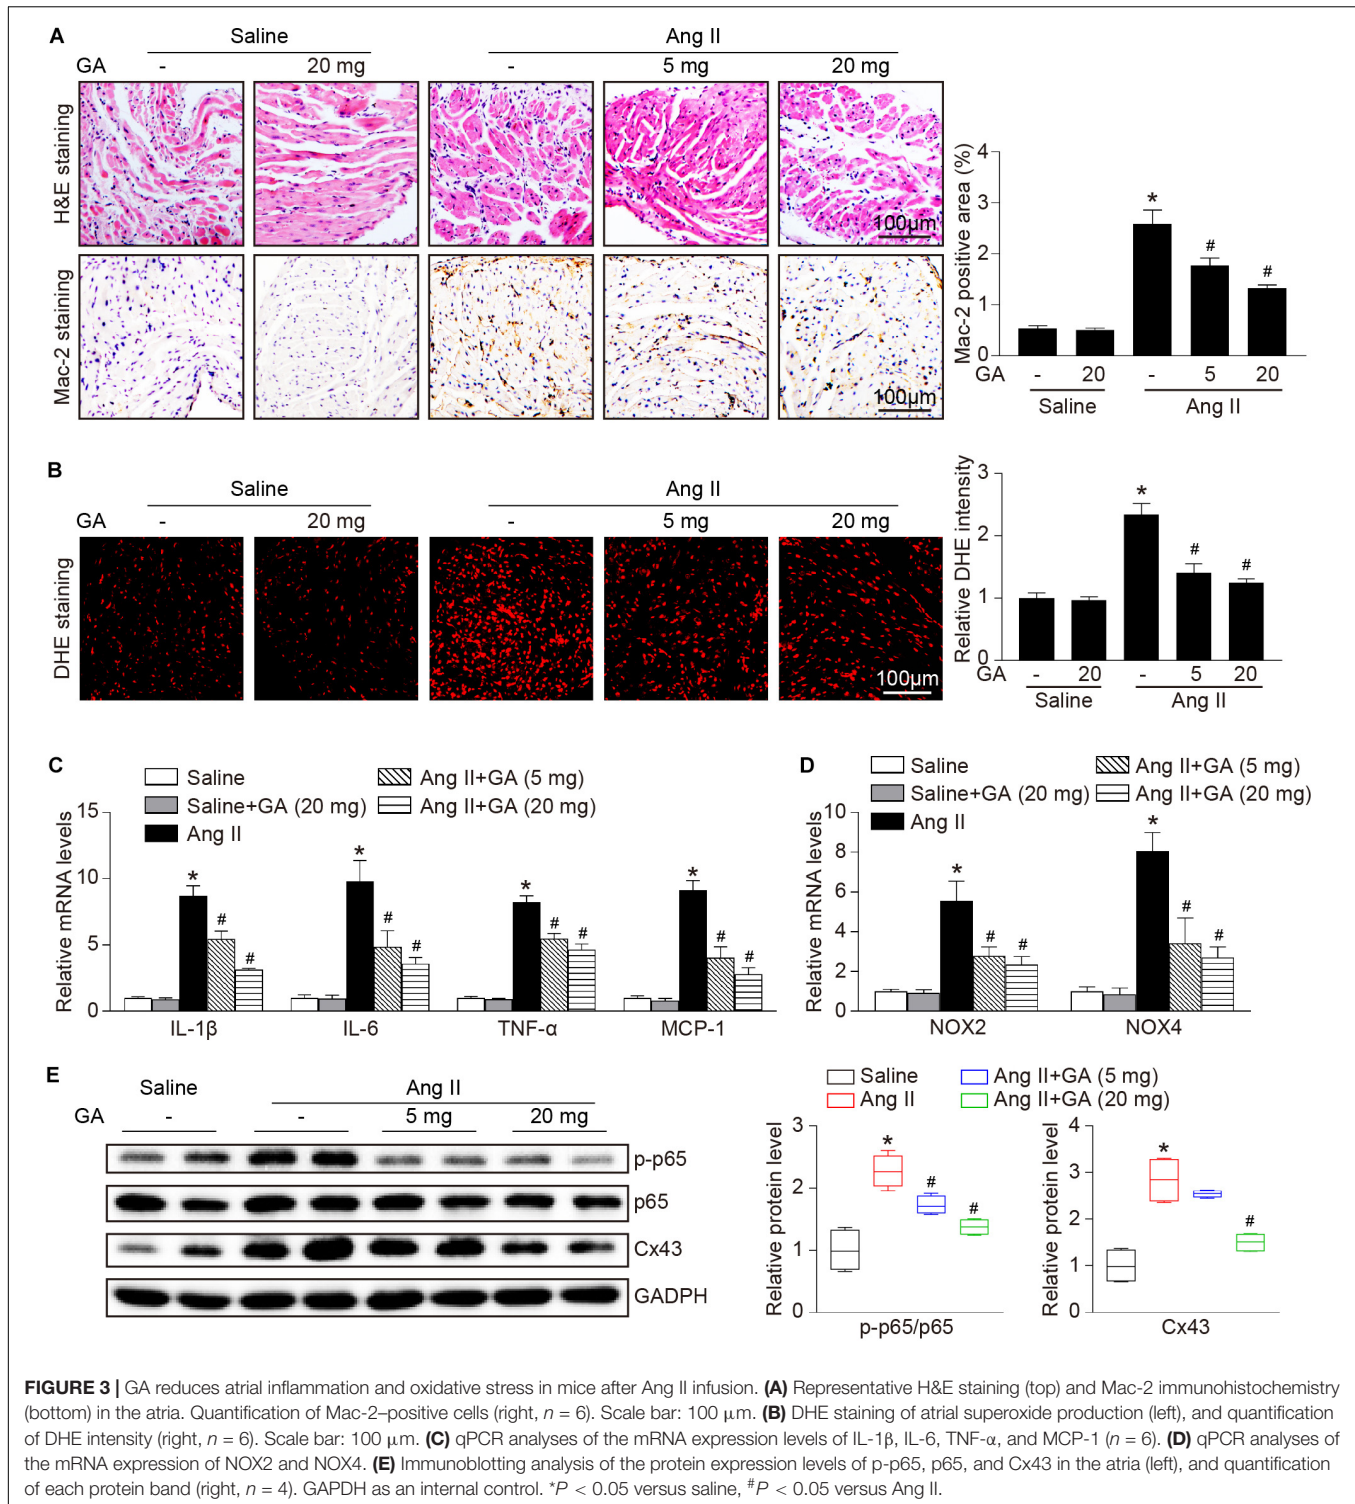 A
Saline
Ang II
GA - 20 mg - 5 mg 20 mg
H&E staining
100µm
Mac-2 staining
100µm
Mac-2 positive area (%)
4
3
2
1
0
*
#
#
GA - 20 - 5 20
Saline Ang II
B
Saline
Ang II
GA - 20 mg - 5 mg 20 mg
DHE staining
100µm
Relative DHE intensity
3
2
1
0
*
#
#
GA - 20 - 5 20
Saline Ang II
C
Saline
Saline+GA (20 mg)
Ang II
Ang II+GA (5 mg)
Ang II+GA (20 mg)
Relative mRNA levels
15
10
5
0
* # #
* # #
* # #
* # #
IL-1β IL-6 TNF-α MCP-1
D
Saline
Saline+GA (20 mg)
Ang II
Ang II+GA (5 mg)
Ang II+GA (20 mg)
Relative mRNA levels
10
8
6
4
2
0
* # #
* # #
NOX2 NOX4
E
Saline Ang II
GA - - 5 mg 20 mg
p-p65
p65
Cx43
GADPH
Saline
Ang II
Ang II+GA (5 mg)
Ang II+GA (20 mg)
Relative protein level
3
2
1
0
*
#
#
p-p65/p65
Relative protein level
4
3
2
1
0
*
#
Cx43
FIGURE 3 | GA reduces atrial inflammation and oxidative stress in mice after Ang II infusion. (A) Representative H&E staining (top) and Mac-2 immunohistochemistry
(bottom) in the atria. Quantification of Mac-2–positive cells (right, n = 6). Scale bar: 100 µm. (B) DHE staining of atrial superoxide production (left), and quantification
of DHE intensity (right, n = 6). Scale bar: 100 µm. (C) qPCR analyses of the mRNA expression levels of IL-1β, IL-6, TNF-α, and MCP-1 (n = 6). (D) qPCR analyses of
the mRNA expression of NOX2 and NOX4. (E) Immunoblotting analysis of the protein expression levels of p-p65, p65, and Cx43 in the atria (left), and quantification
of each protein band (right, n = 4). GAPDH as an internal control. *P < 0.05 versus saline, #P < 0.05 versus Ang II.